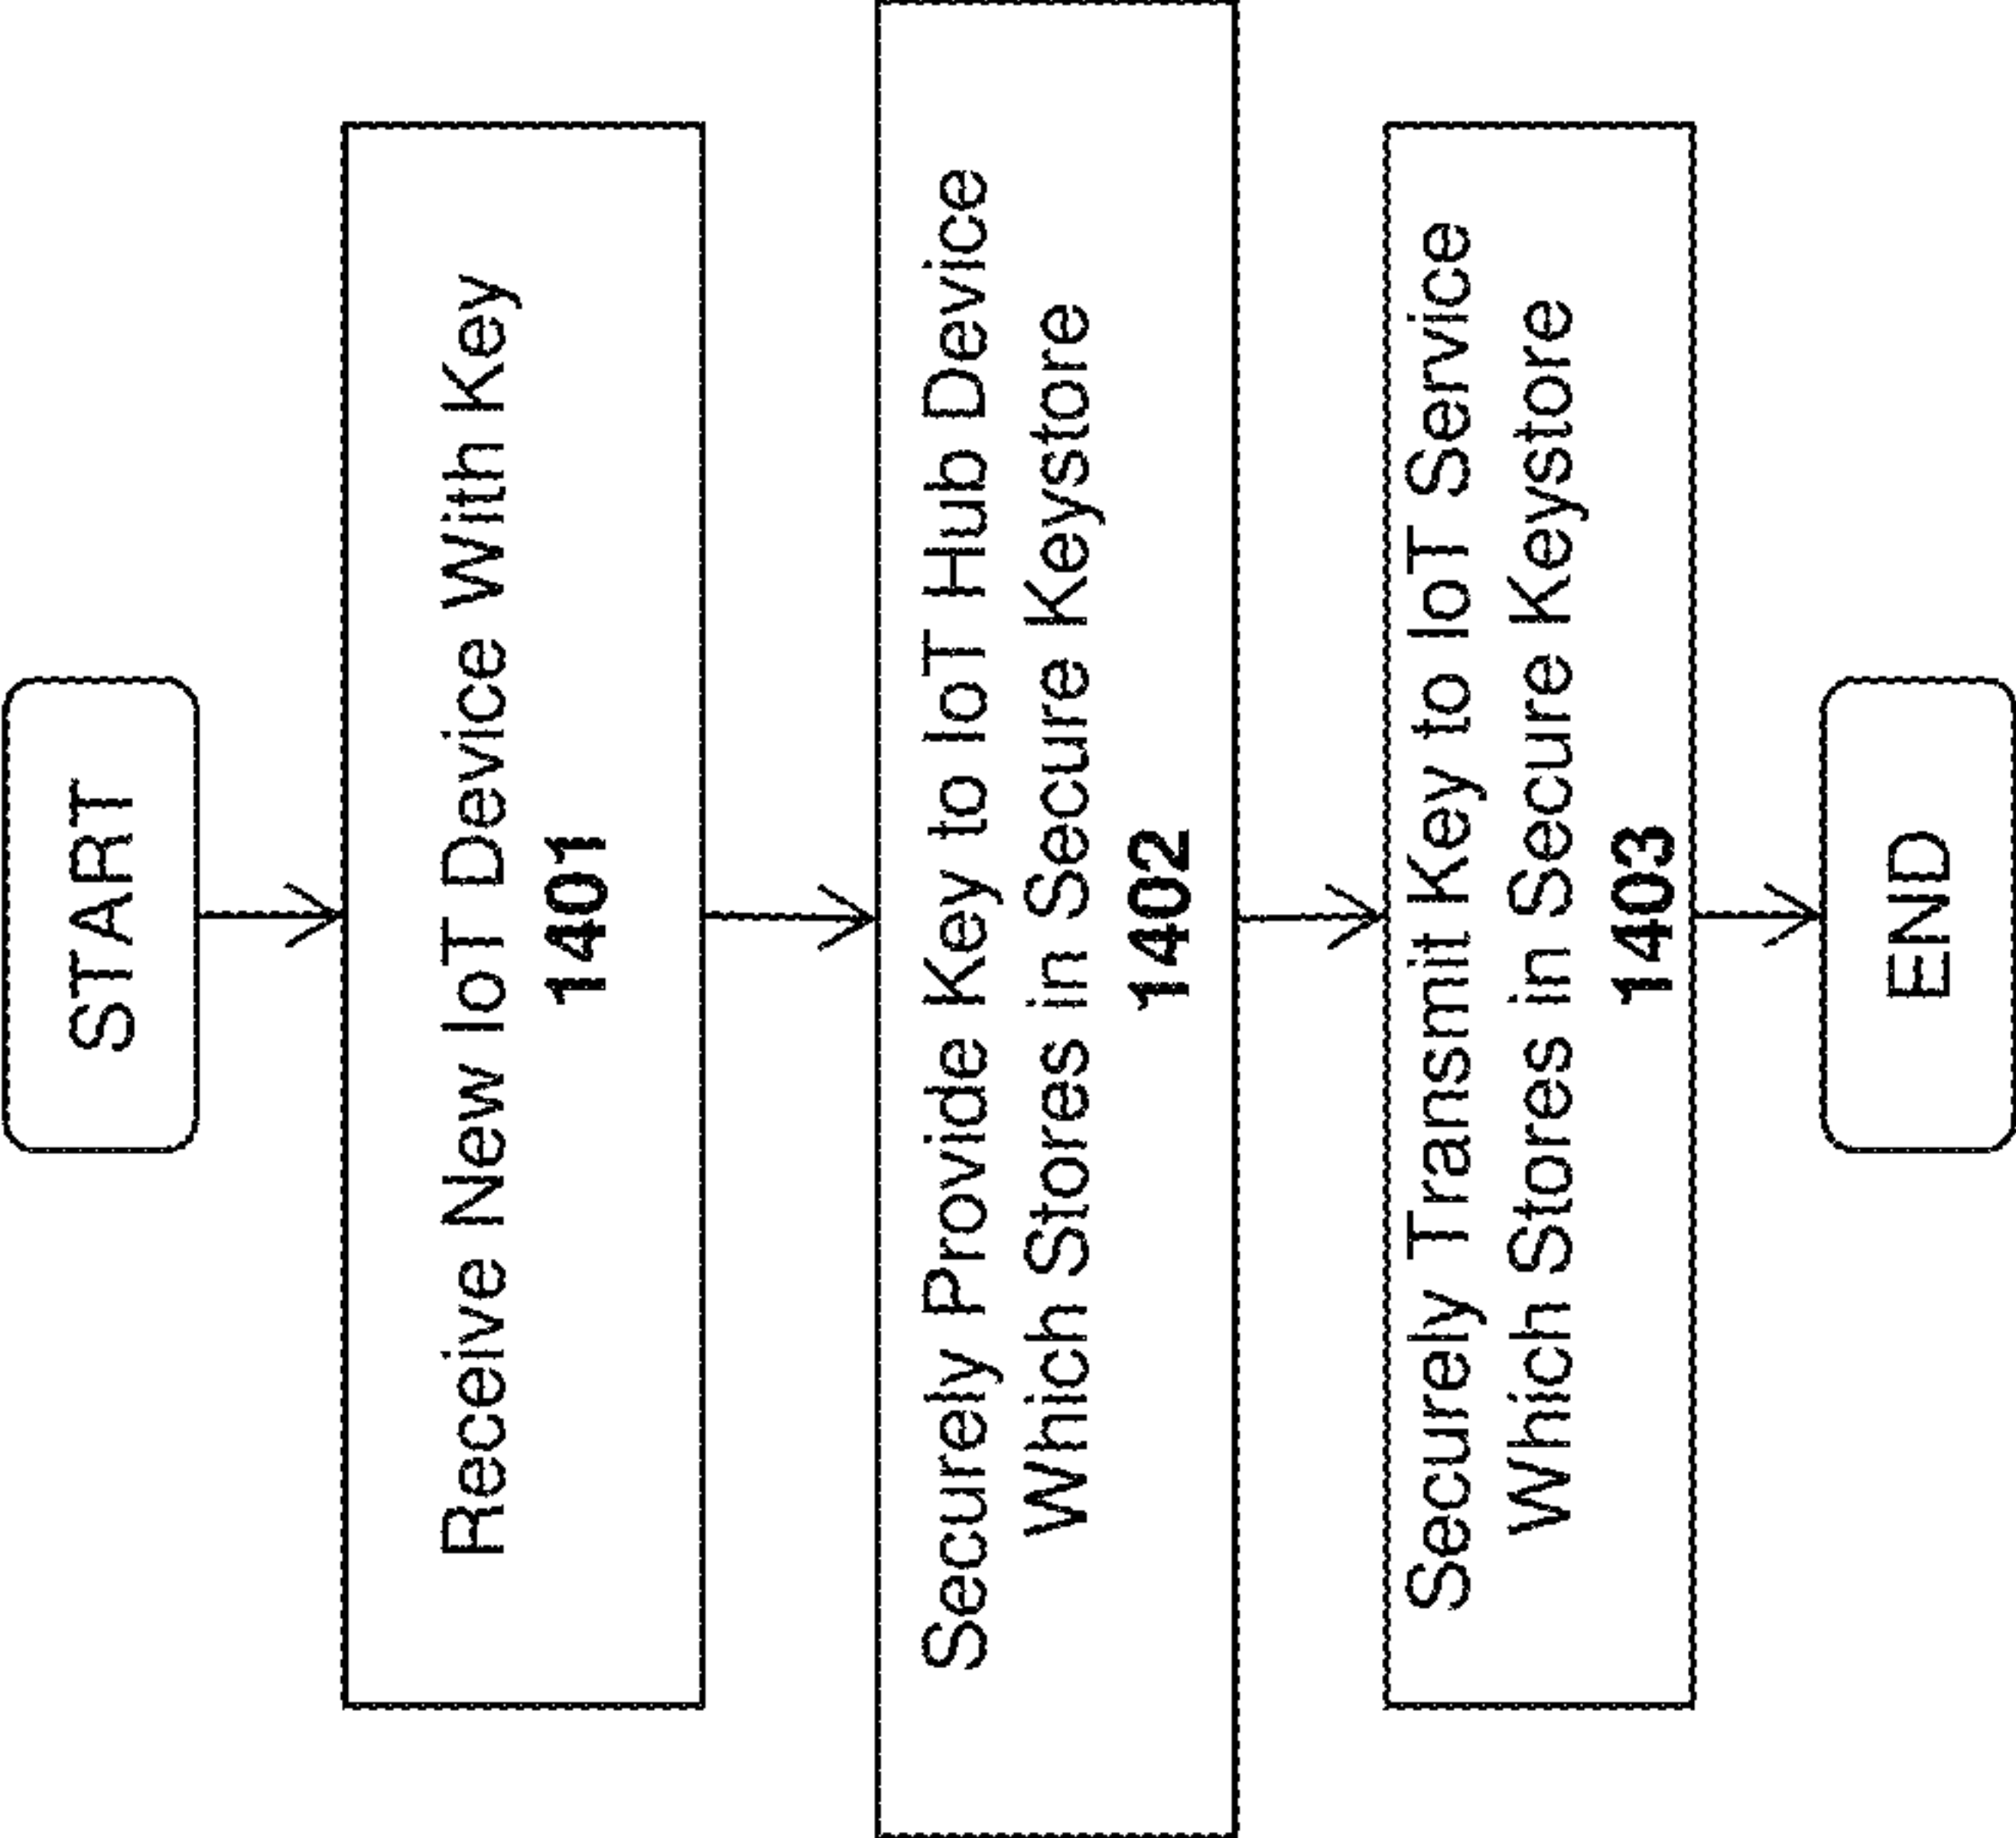 START
Receive New IoT Device With Key
1401
Securely Provide Key to IoT Hub Device
Which Stores in Secure Keystore
1402
Securely Transmit Key to IoT Service
Which Stores in Secure Keystore
1403
END